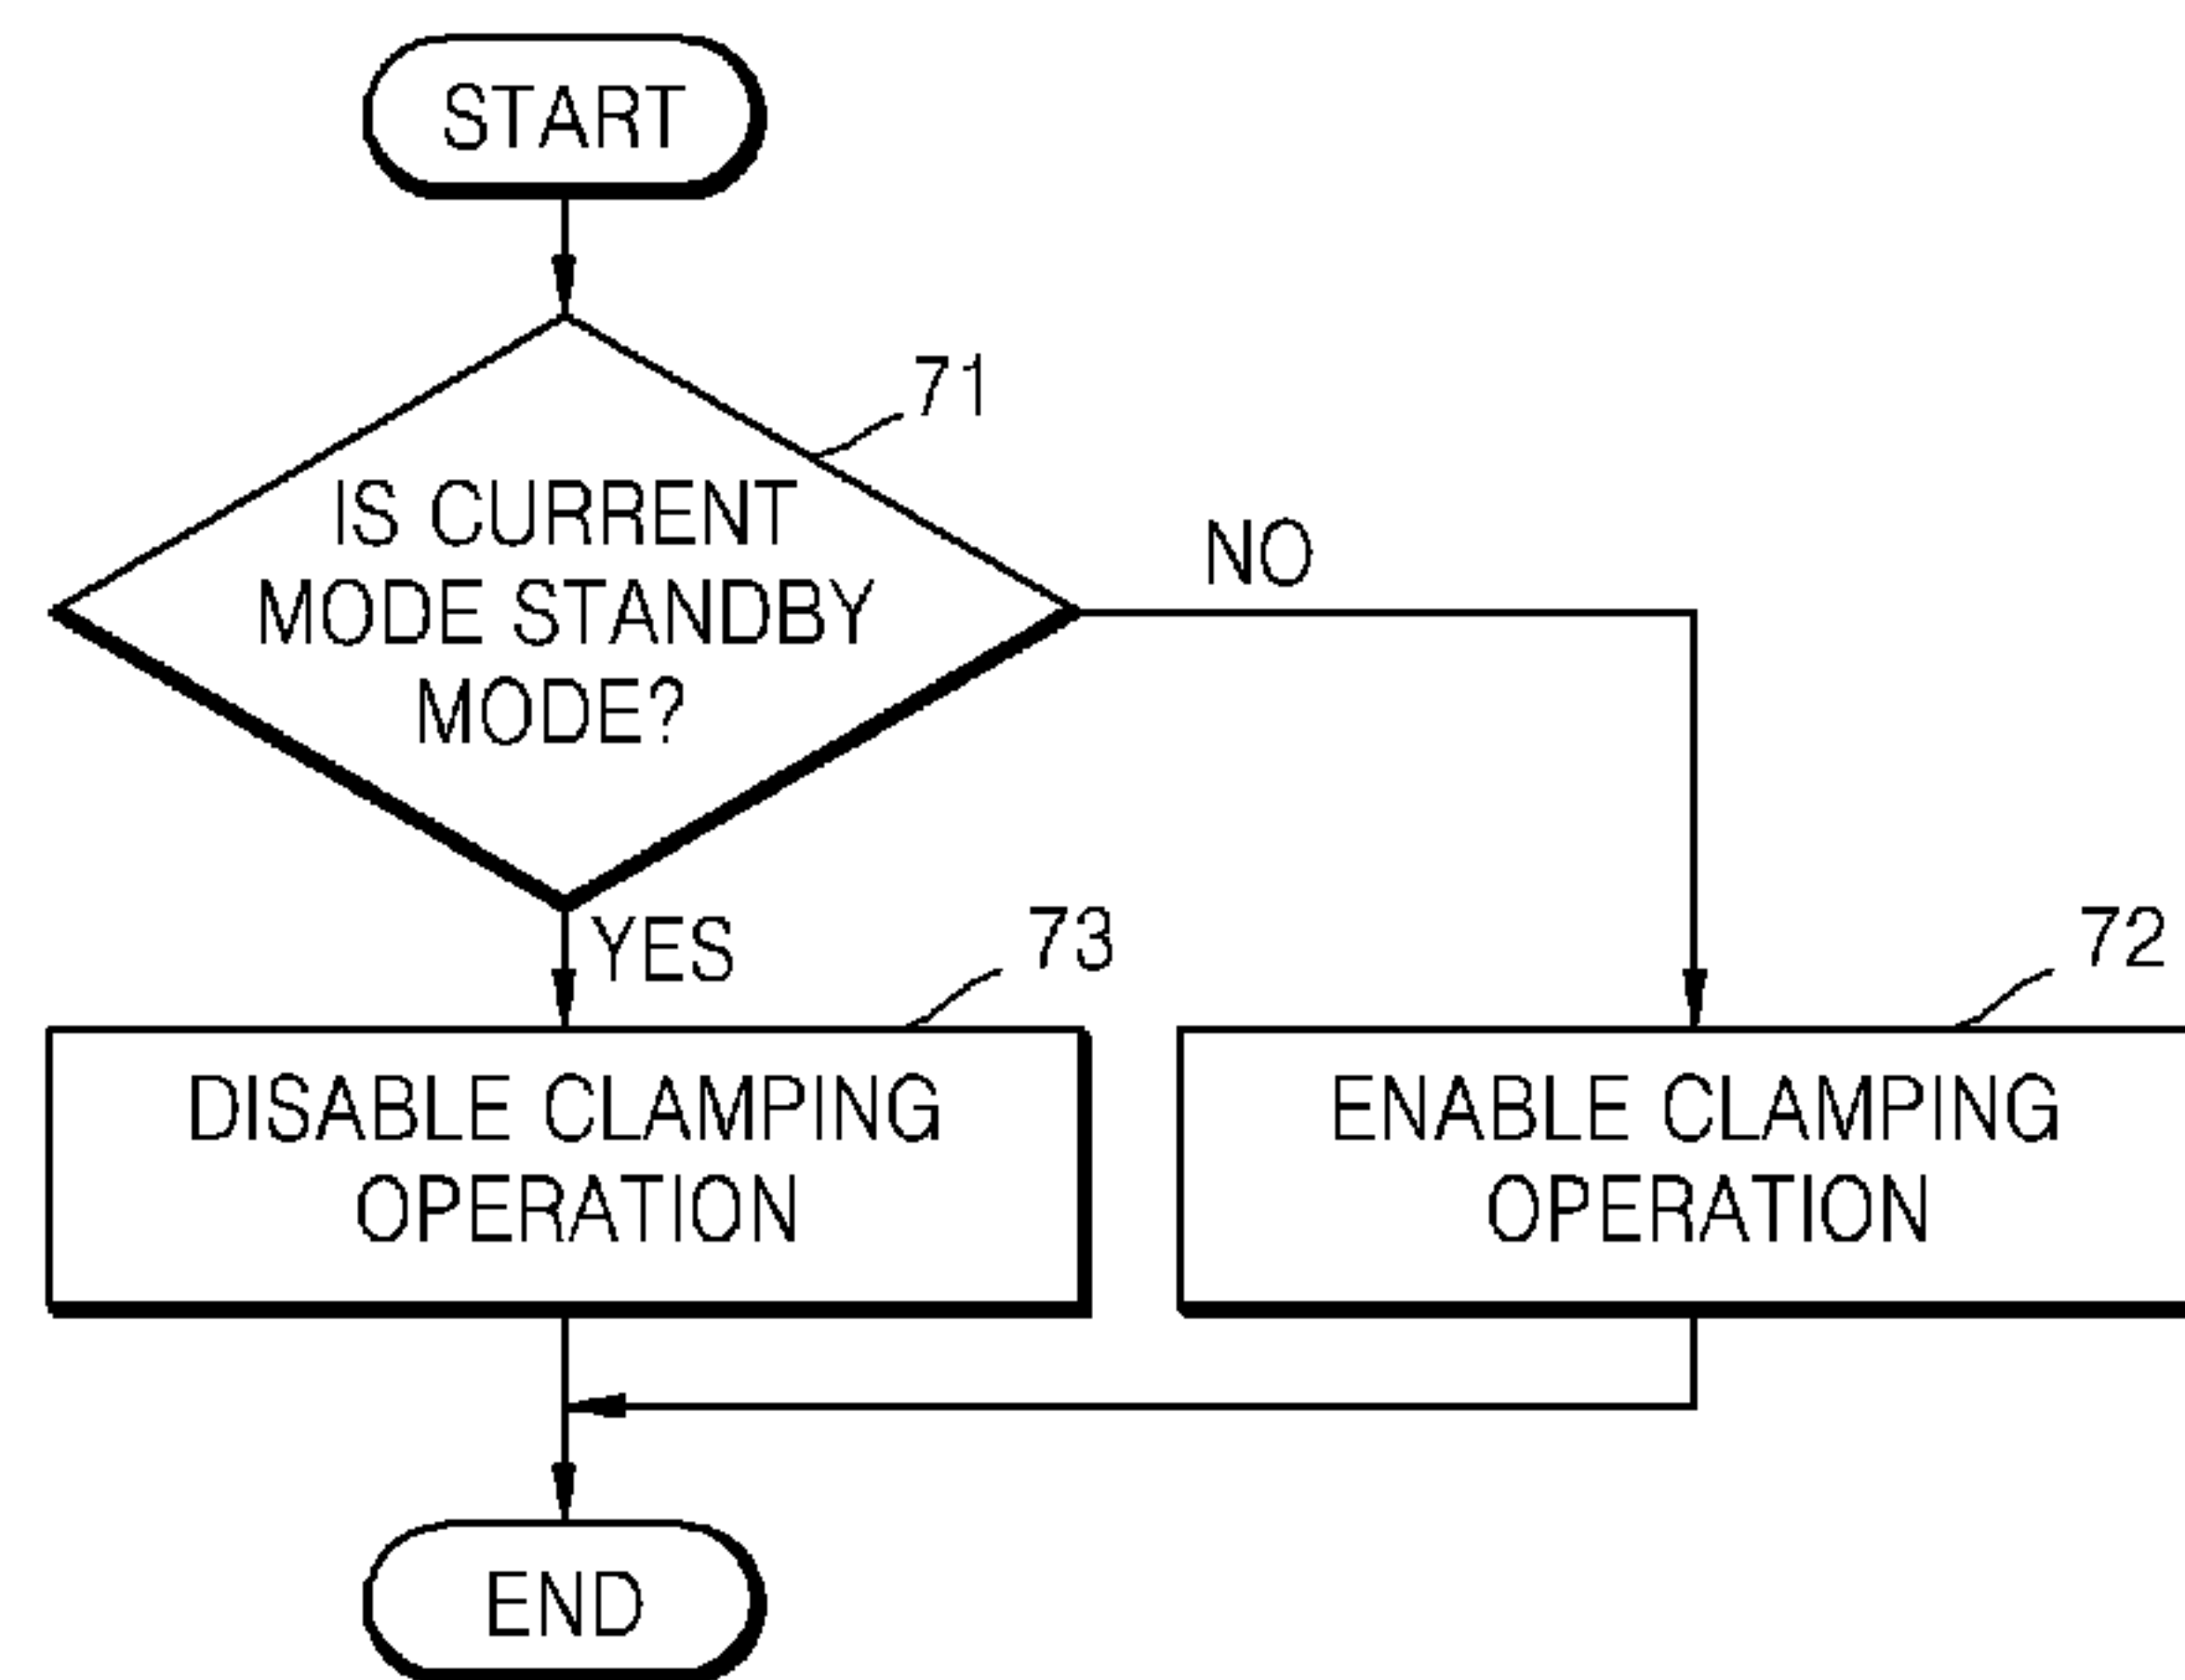 START
71
IS CURRENT
MODE STANDBY
MODE?
NO
YES
73
72
DISABLE CLAMPING
OPERATION
ENABLE CLAMPING
OPERATION
END